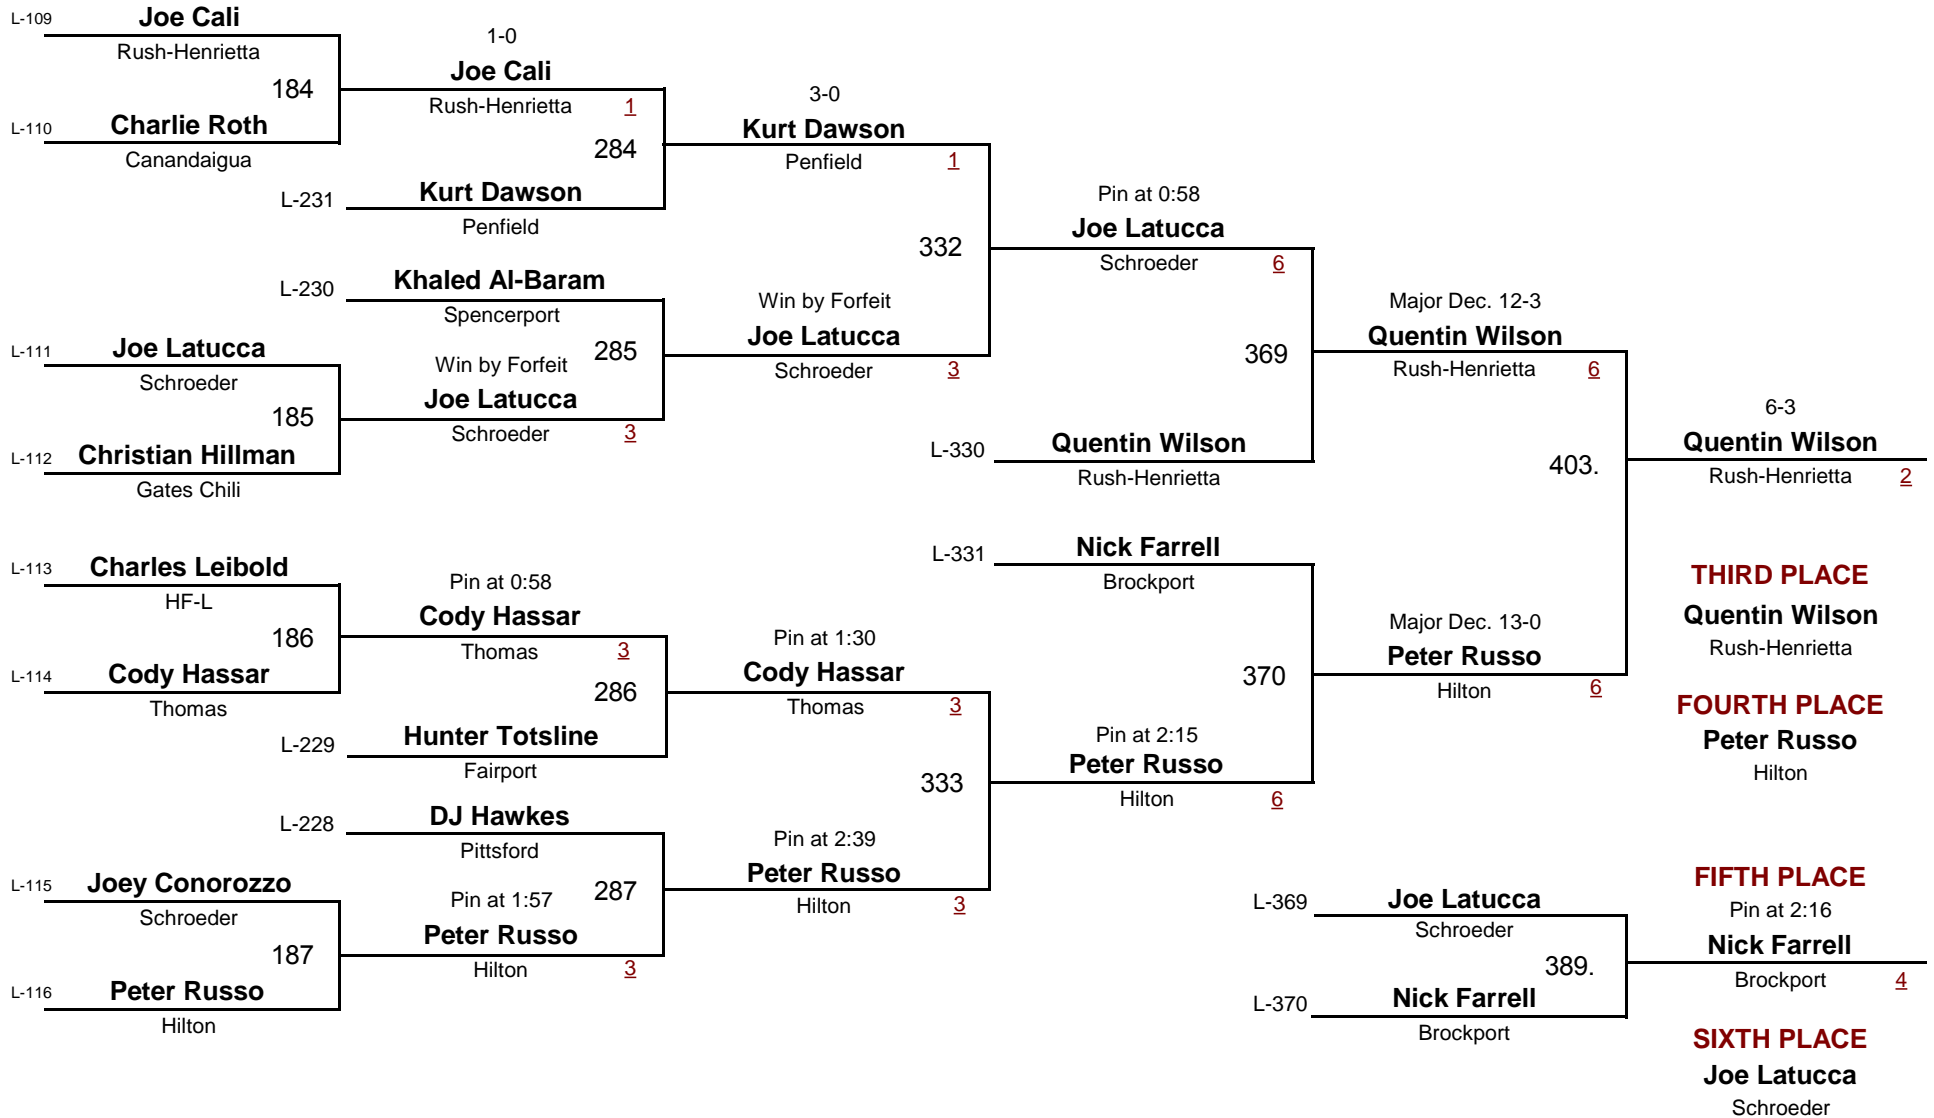 L-109 Joe Cali
Rush-Henrietta
184
L-110 Charlie Roth
Canandaigua
1-0
Joe Cali
Rush-Henrietta 1
284
L-231 Kurt Dawson
Penfield
3-0
Kurt Dawson
Penfield 1
332
L-230 Khaled Al-Baram
Spencerport
285
L-111 Joe Latucca
Schroeder
185
L-112 Christian Hillman
Gates Chili
Win by Forfeit
Joe Latucca
Schroeder 3
Win by Forfeit
Joe Latucca
Schroeder 3
Pin at 0:58
Joe Latucca
Schroeder 6
369
L-330 Quentin Wilson
Rush-Henrietta
Major Dec. 12-3
Quentin Wilson
Rush-Henrietta 6
403.
6-3
Quentin Wilson
Rush-Henrietta 2
L-113 Charles Leibold
HF-L
186
L-114 Cody Hassar
Thomas
Pin at 0:58
Cody Hassar
Thomas 3
286
L-229 Hunter Totsline
Fairport
Pin at 1:30
Cody Hassar
Thomas 3
333
L-228 DJ Hawkes
Pittsford
287
L-115 Joey Conorozzo
Schroeder
187
L-116 Peter Russo
Hilton
Pin at 1:57
Peter Russo
Hilton 3
Pin at 2:39
Peter Russo
Hilton 3
L-331 Nick Farrell
Brockport
370
Pin at 2:15
Peter Russo
Hilton 6
Major Dec. 13-0
Peter Russo
Hilton 6
THIRD PLACE
Quentin Wilson
Rush-Henrietta
FOURTH PLACE
Peter Russo
Hilton
L-369 Joe Latucca
Schroeder
389.
L-370 Nick Farrell
Brockport
FIFTH PLACE
Pin at 2:16
Nick Farrell
Brockport 4
SIXTH PLACE
Joe Latucca
Schroeder